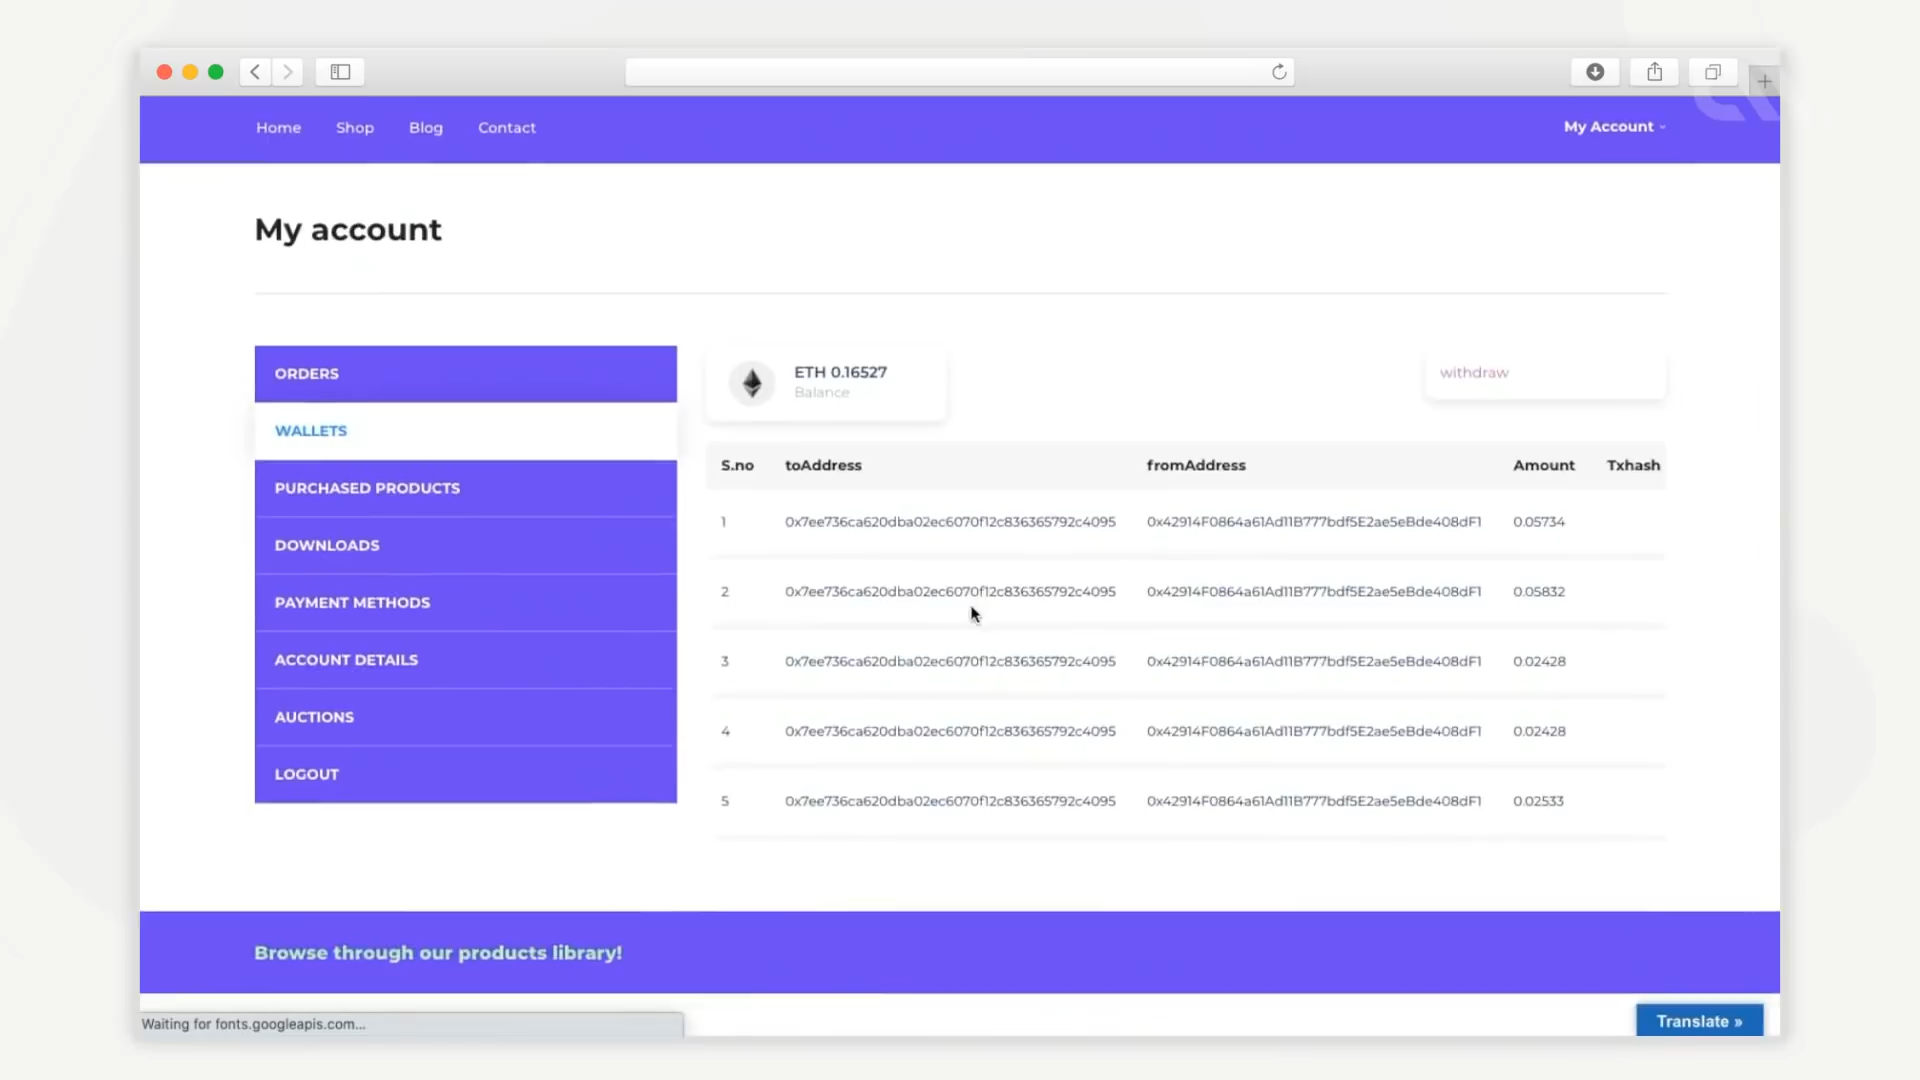 Home Shop Blog Contact My Account
My account
ORDERS
WALLETS
PURCHASED PRODUCTS
DOWNLOADS
PAYMENT METHODS
ACCOUNT DETAILS
AUCTIONS
LOGOUT
ETH 0.16527
Balance
withdraw
S.no toAddress fromAddress Amount Txhash
1 0x7ee736ca620dba02ec6070f12c836365792c4095 0x42914F0864a61Ad11B777bdf5E2ae5eBde408dF1 0.05734
2 0x7ee736ca620dba02ec6070f12c836365792c4095 0x42914F0864a61Ad11B777bdf5E2ae5eBde408dF1 0.05832
3 0x7ee736ca620dba02ec6070f12c836365792c4095 0x42914F0864a61Ad11B777bdf5E2ae5eBde408dF1 0.02428
4 0x7ee736ca620dba02ec6070f12c836365792c4095 0x42914F0864a61Ad11B777bdf5E2ae5eBde408dF1 0.02428
5 0x7ee736ca620dba02ec6070f12c836365792c4095 0x42914F0864a61Ad11B777bdf5E2ae5eBde408dF1 0.02533
Browse through our products library!
Waiting for fonts.googleapis.com...
Translate »